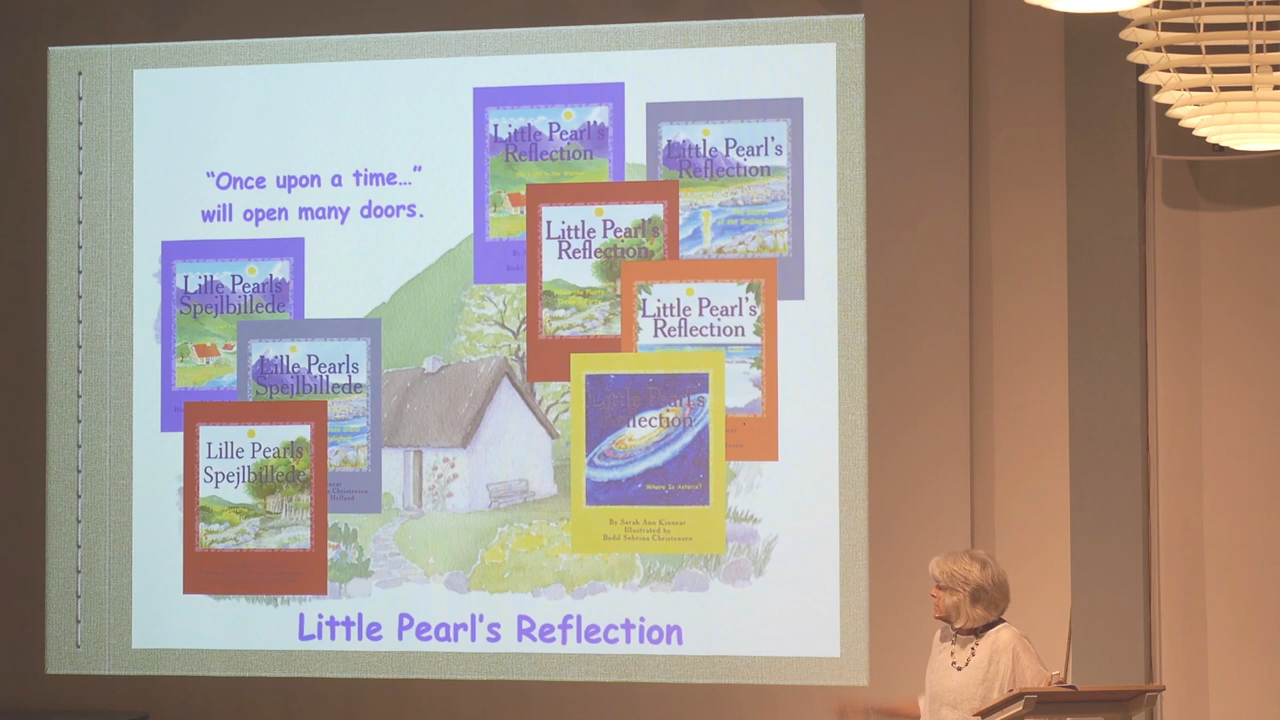 "Once upon a time..."
will open many doors.
Little Pearl's
Reflection
Little Pearl's
Reflection
Little Pearl's
Reflection
Little Pearl's
Reflection
Little Pearl's
Reflection
Where Is Asteria?
By Sarah Ann Kinnear
Illustrated by
Bodil Sebrina Christensen
Lille Pearls
Spejlbillede
Lille Pearls
Spejlbillede
Lille Pearls
Spejlbillede
Little Pearl's Reflection